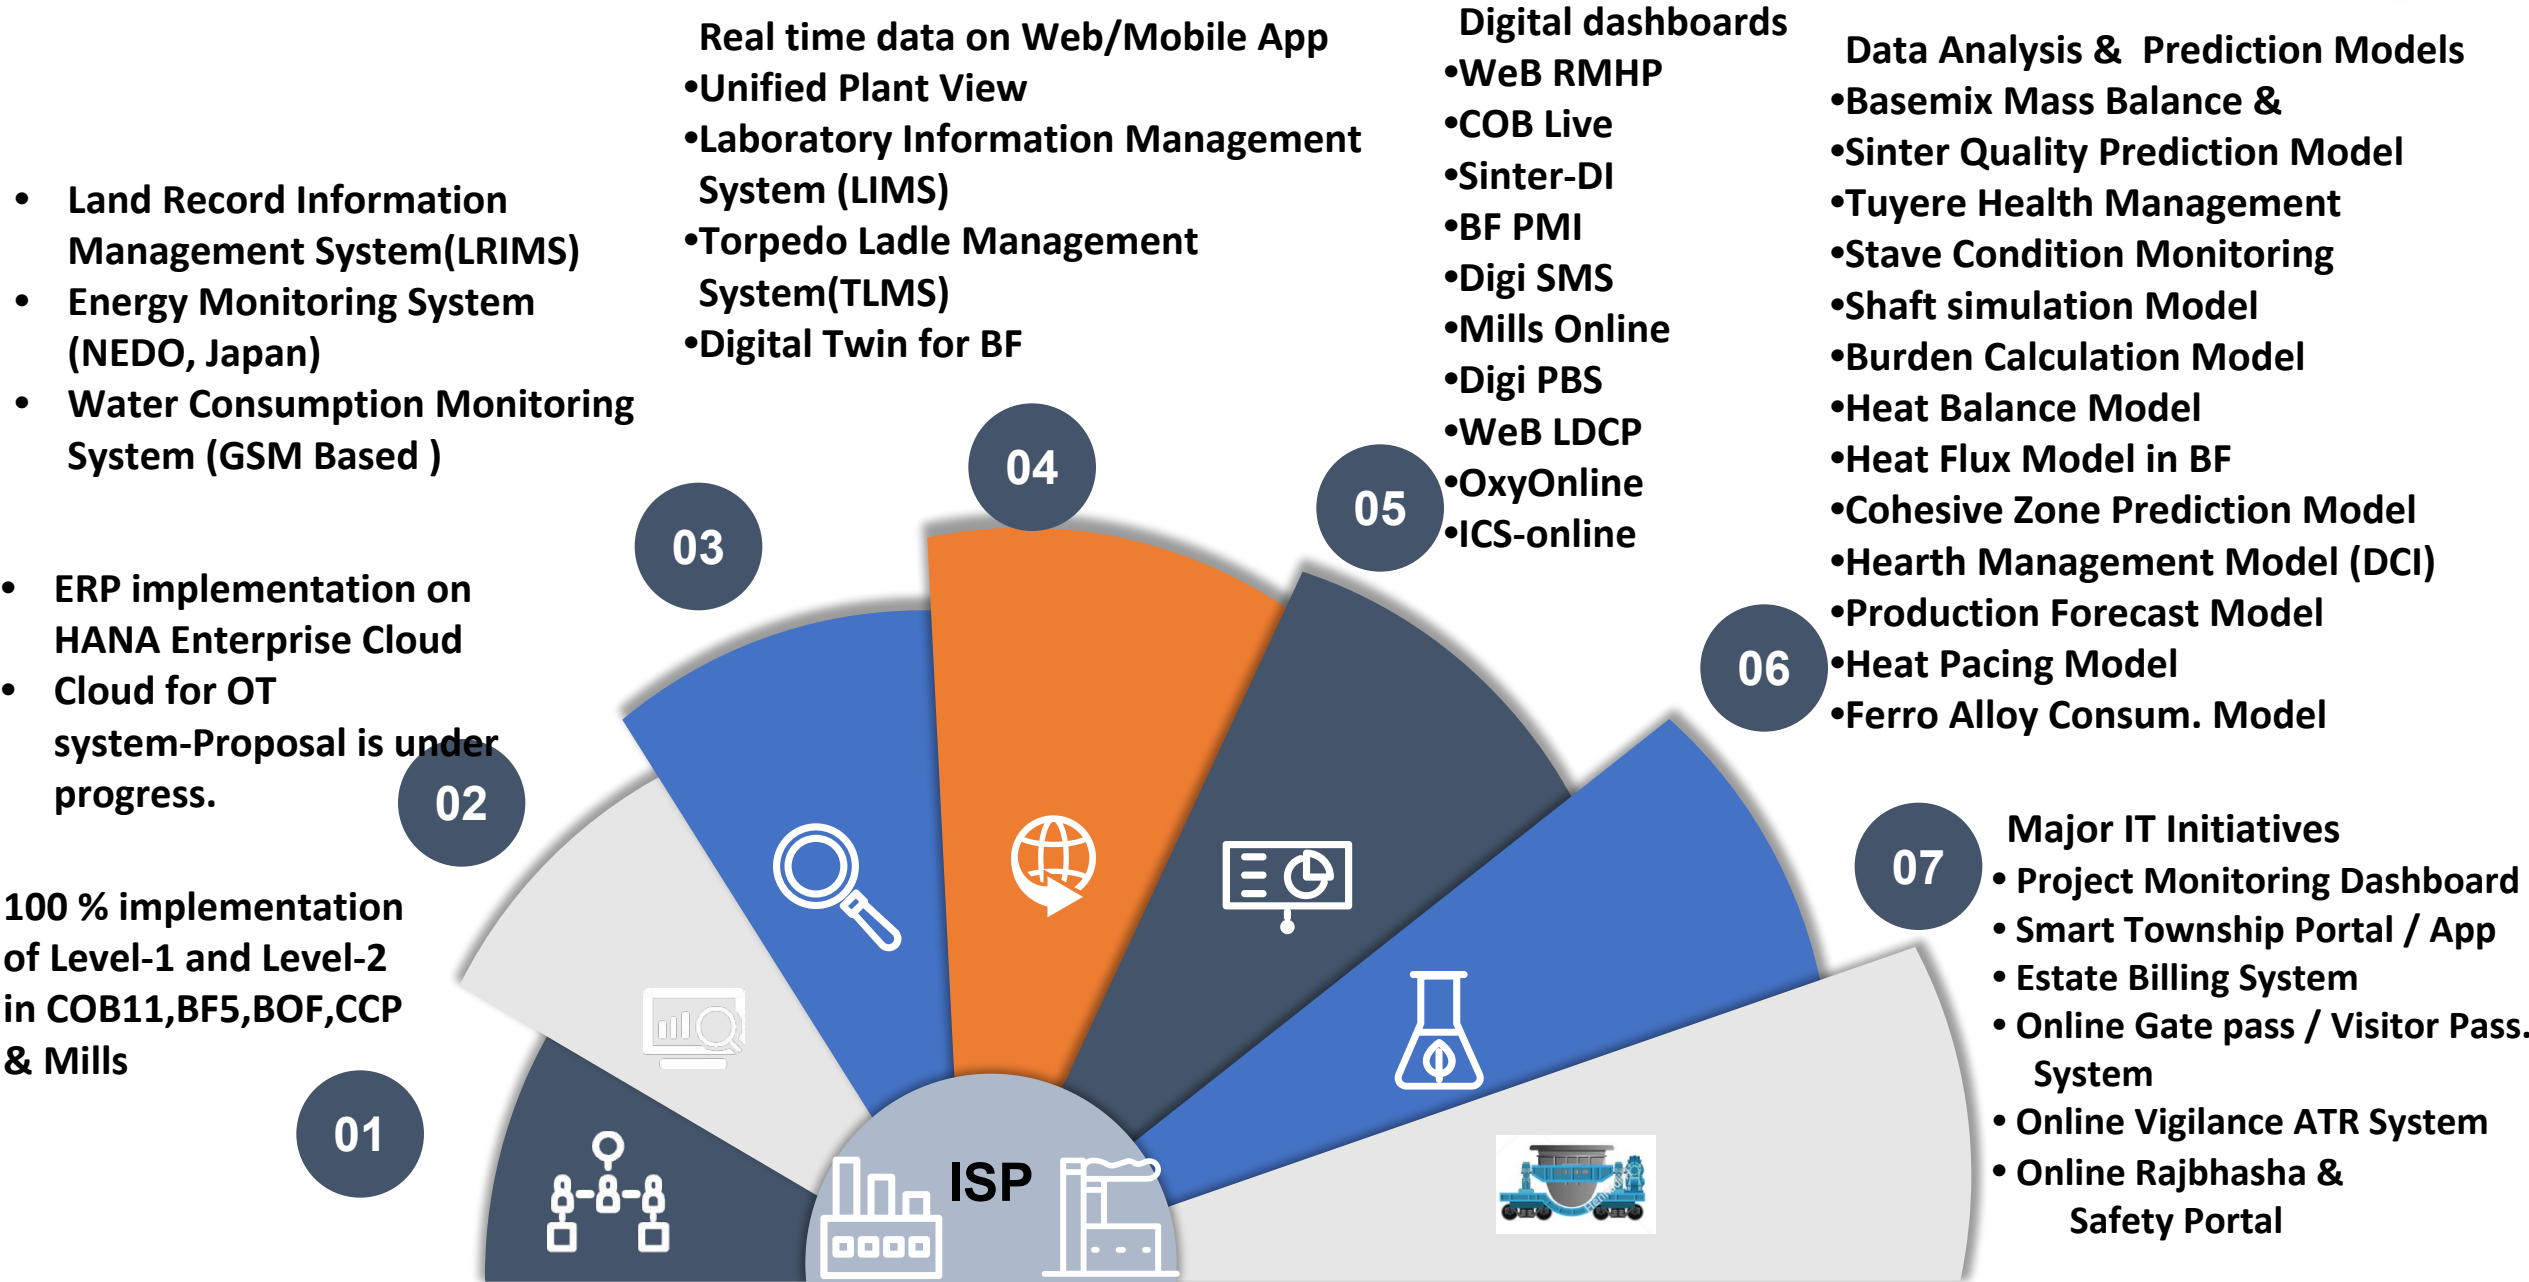 100 % implementation
of Level-1 and Level-2
in COB11,BF5,BOF,CCP
& Mills
01
• ERP implementation on
HANA Enterprise Cloud
• Cloud for OT
system-Proposal is under
progress.
02
• Land Record Information
Management System(LRIMS)
• Energy Monitoring System
(NEDO, Japan)
• Water Consumption Monitoring
System (GSM Based )
03
Real time data on Web/Mobile App
•Unified Plant View
•Laboratory Information Management
System (LIMS)
•Torpedo Ladle Management
System(TLMS)
•Digital Twin for BF
04
Digital dashboards
•WeB RMHP
•COB Live
•Sinter-DI
•BF PMI
•Digi SMS
•Mills Online
•Digi PBS
•WeB LDCP
•OxyOnline
•ICS-online
05
Data Analysis & Prediction Models
•Basemix Mass Balance &
•Sinter Quality Prediction Model
•Tuyere Health Management
•Stave Condition Monitoring
•Shaft simulation Model
•Burden Calculation Model
•Heat Balance Model
•Heat Flux Model in BF
•Cohesive Zone Prediction Model
•Hearth Management Model (DCI)
•Production Forecast Model
•Heat Pacing Model
•Ferro Alloy Consum. Model
06
Major IT Initiatives
• Project Monitoring Dashboard
• Smart Township Portal / App
• Estate Billing System
• Online Gate pass / Visitor Pass.
System
• Online Vigilance ATR System
• Online Rajbhasha &
Safety Portal
07
ISP